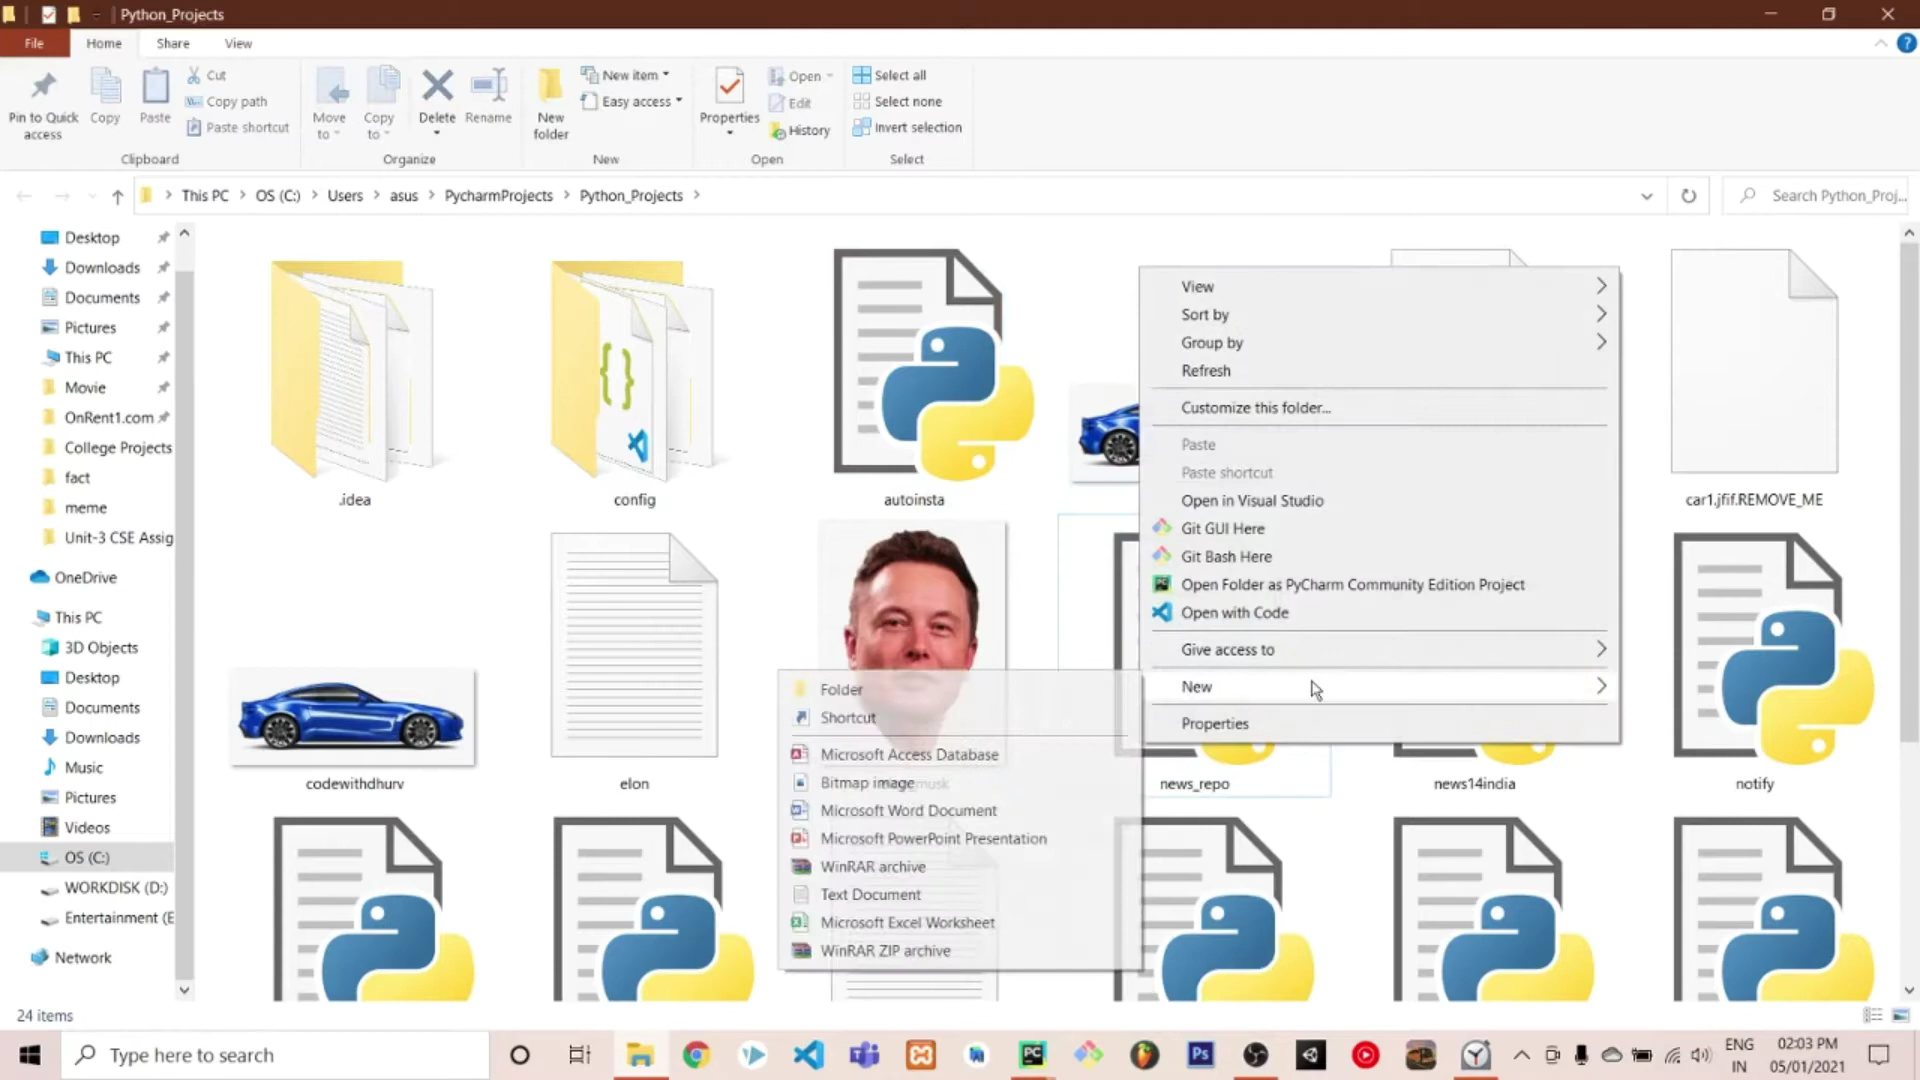 Python_Projects
File
Home
Share
View
Pin to Quick access
Copy
Paste
Cut
Copy path
Paste shortcut
Clipboard
Move to
Copy to
Delete
Rename
Organize
New folder
New item
Easy access
New
Properties
Open
Edit
History
Open
Select all
Select none
Invert selection
Select
This PC
OS (C:)
Users
asus
PycharmProjects
Python_Projects
Search Python_Proj...
Desktop
Downloads
Documents
Pictures
This PC
Movie
OnRent1.com
College Projects
fact
meme
Unit-3 CSE Assig
OneDrive
This PC
3D Objects
Desktop
Documents
Downloads
Music
Pictures
Videos
OS (C:)
WORKDISK (D:)
Entertainment (E
Network
.idea
config
autoinsta
car1.jfif.REMOVE_ME
codewithdhurv
elon
musk
news_repo
news14india
notify
View
Sort by
Group by
Refresh
Customize this folder...
Paste
Paste shortcut
Open in Visual Studio
Git GUI Here
Git Bash Here
Open Folder as PyCharm Community Edition Project
Open with Code
Give access to
New
Properties
Folder
Shortcut
Microsoft Access Database
Bitmap image
Microsoft Word Document
Microsoft PowerPoint Presentation
WinRAR archive
Text Document
Microsoft Excel Worksheet
WinRAR ZIP archive
24 items
Type here to search
PC
Ps
ENG
IN
02:03 PM
05/01/2021